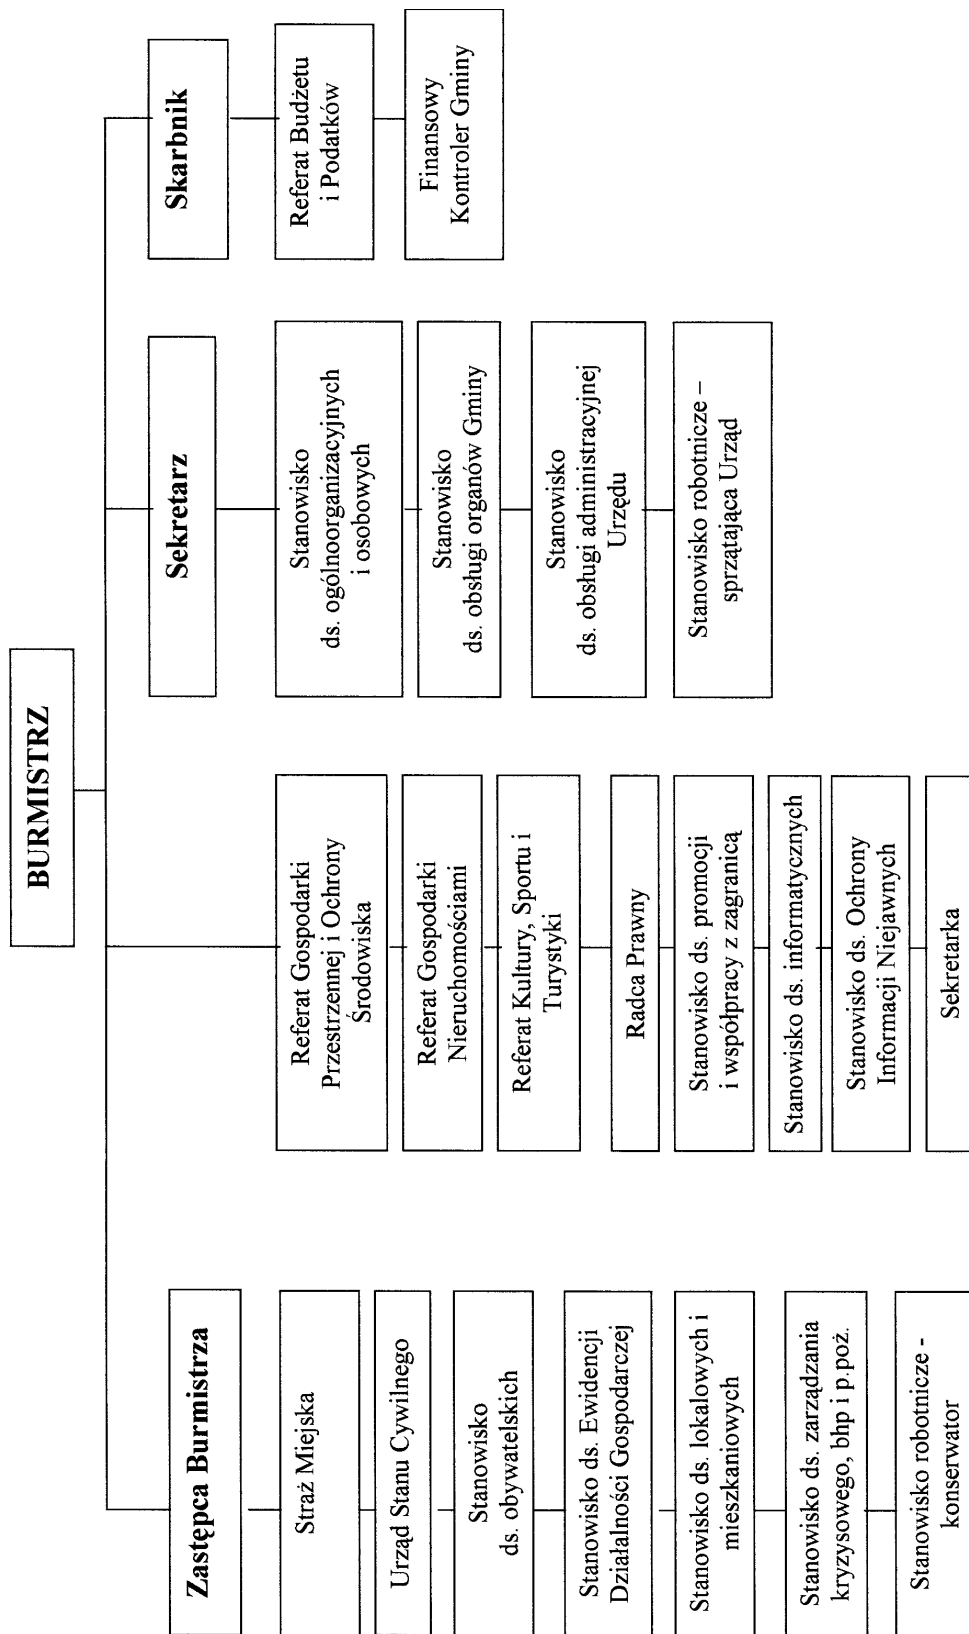 BURMISTRZ
Zastępca Burmistrza
Straż Miejska
Urząd Stanu Cywilnego
Stanowisko
ds. obywatelskich
Stanowisko ds. Ewidencji
Działalności Gospodarczej
Stanowisko ds. lokalowych i
mieszkaniowych
Stanowisko ds. zarządzania
kryzysowego, bhp i p.poż.
Stanowisko robotnicze -
konserwator
Referat Gospodarki
Przestrzennej i Ochrony
Środowiska
Referat Gospodarki
Nieruchomościami
Referat Kultury, Sportu i
Turystyki
Radca Prawny
Stanowisko ds. promocji
i współpracy z zagranicą
Stanowisko ds. informatycznych
Stanowisko ds. Ochrony
Informacji Niejawnych
Sekretarka
Sekretarz
Stanowisko
ds. ogólnoorganizacyjnych
i osobowych
Stanowisko
ds. obsługi organów Gminy
Stanowisko
ds. obsługi administracyjnej
Urzędu
Stanowisko robotnicze –
sprzątająca Urząd
Skarbnik
Referat Budżetu
i Podatków
Finansowy
Kontroler Gminy